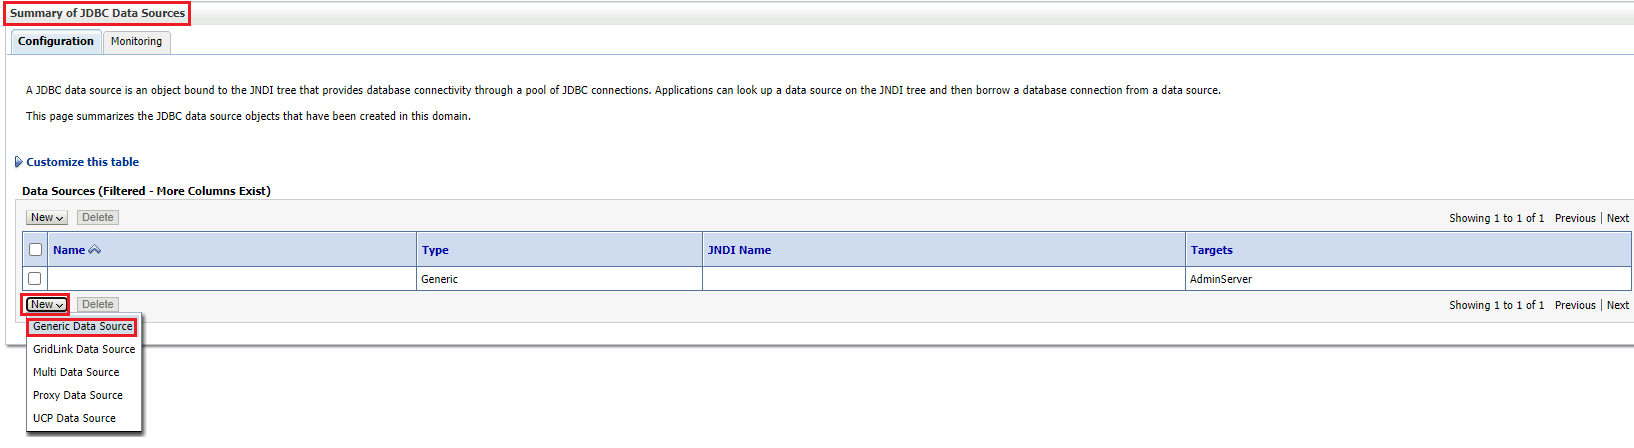 Summary of JDBC Data Sources
Configuration Monitoring
A JDBC data source is an object bound to the JNDI tree that provides database connectivity through a pool of JDBC connections. Applications can look up a data source on the JNDI tree and then borrow a database connection from a data source.
This page summarizes the JDBC data source objects that have been created in this domain.
Customize this table
Data Sources (Filtered - More Columns Exist)
New Delete Showing 1 to 1 of 1 Previous | Next
Name Type JNDI Name Targets
Generic AdminServer
New Delete Showing 1 to 1 of 1 Previous | Next
Generic Data Source
GridLink Data Source
Multi Data Source
Proxy Data Source
UCP Data Source